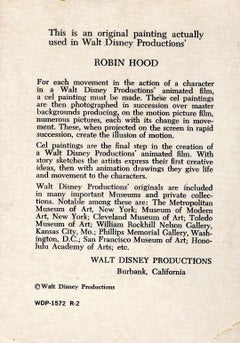 This is an original painting actually
used in Walt Disney Productions'
ROBIN HOOD
For each movement in the action of a character
in a Walt Disney Productions' animated film,
a cel painting must be made. These cel paintings
are then photographed in succession over master
backgrounds producing, on the motion picture film,
numerous pictures, each with its change in move-
ment. These, when projected on the screen in rapid
succession, create the illusion of motion.
Cel paintings are the final step in the creation of
a Walt Disney Productions' animated film. With
story sketches the artists express their first creative
ideas, then with animation drawings they give life
and movement to the characters.
Walt Disney Productions' originals are included
in many important Museums and private collec-
tions. Notable among these are: The Metropolitan
Museum of Art, New York; Museum of Modern
Art, New York; Cleveland Museum of Art; Toledo
Museum of Art; William Rockhill Nelson Gallery,
Kansas City, Mo.; Phillips Memorial Gallery, Wash-
ington, D.C.; San Francisco Museum of Art; Hono-
lulu Academy of Arts; etc.
WALT DISNEY PRODUCTIONS
Burbank, California
© Walt Disney Productions
WDP-1572 R-2